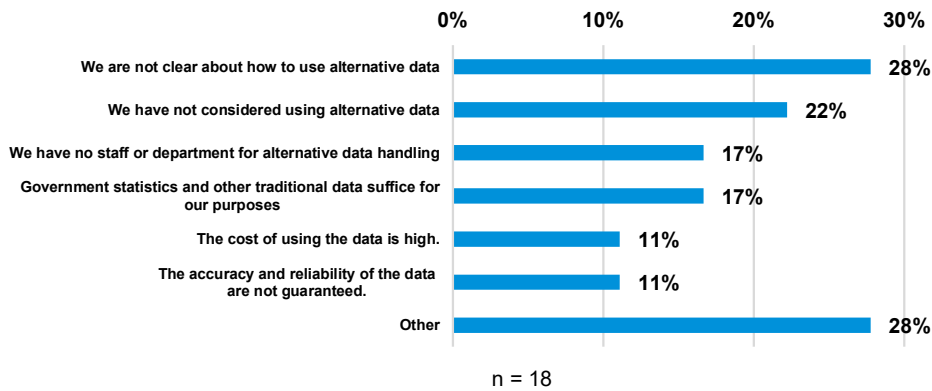 0% 10% 20% 30%
We are not clear about how to use alternative data 28%
We have not considered using alternative data 22%
We have no staff or department for alternative data handling 17%
Government statistics and other traditional data suffice for
our purposes 17%
The cost of using the data is high. 11%
The accuracy and reliability of the data
are not guaranteed. 11%
Other 28%
n = 18